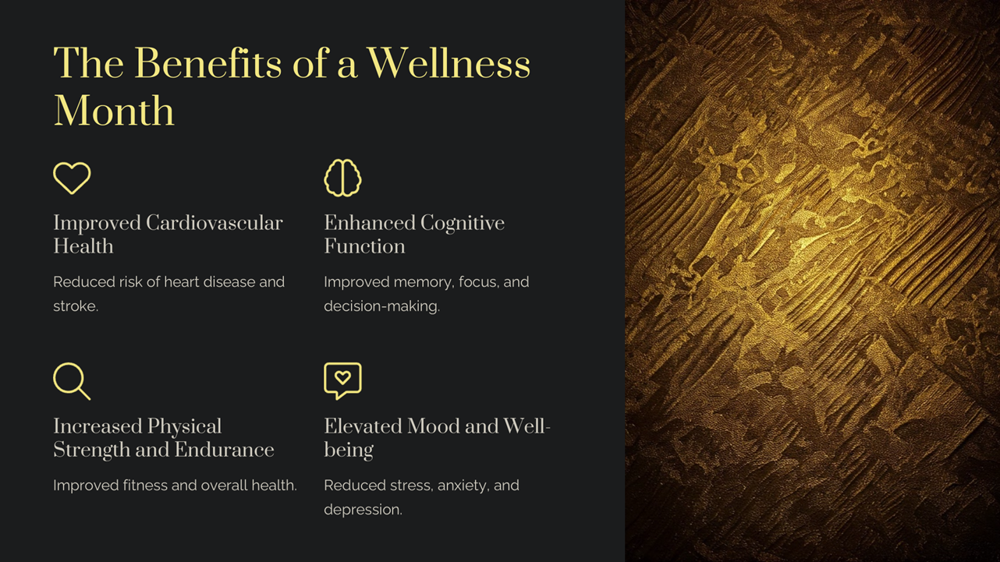 The Benefits of a Wellness
Month
Improved Cardiovascular
Health
Reduced risk of heart disease and
stroke.
Enhanced Cognitive
Function
Improved memory, focus, and
decision-making.
Increased Physical
Strength and Endurance
Improved fitness and overall health.
Elevated Mood and Well-
being
Reduced stress, anxiety, and
depression.